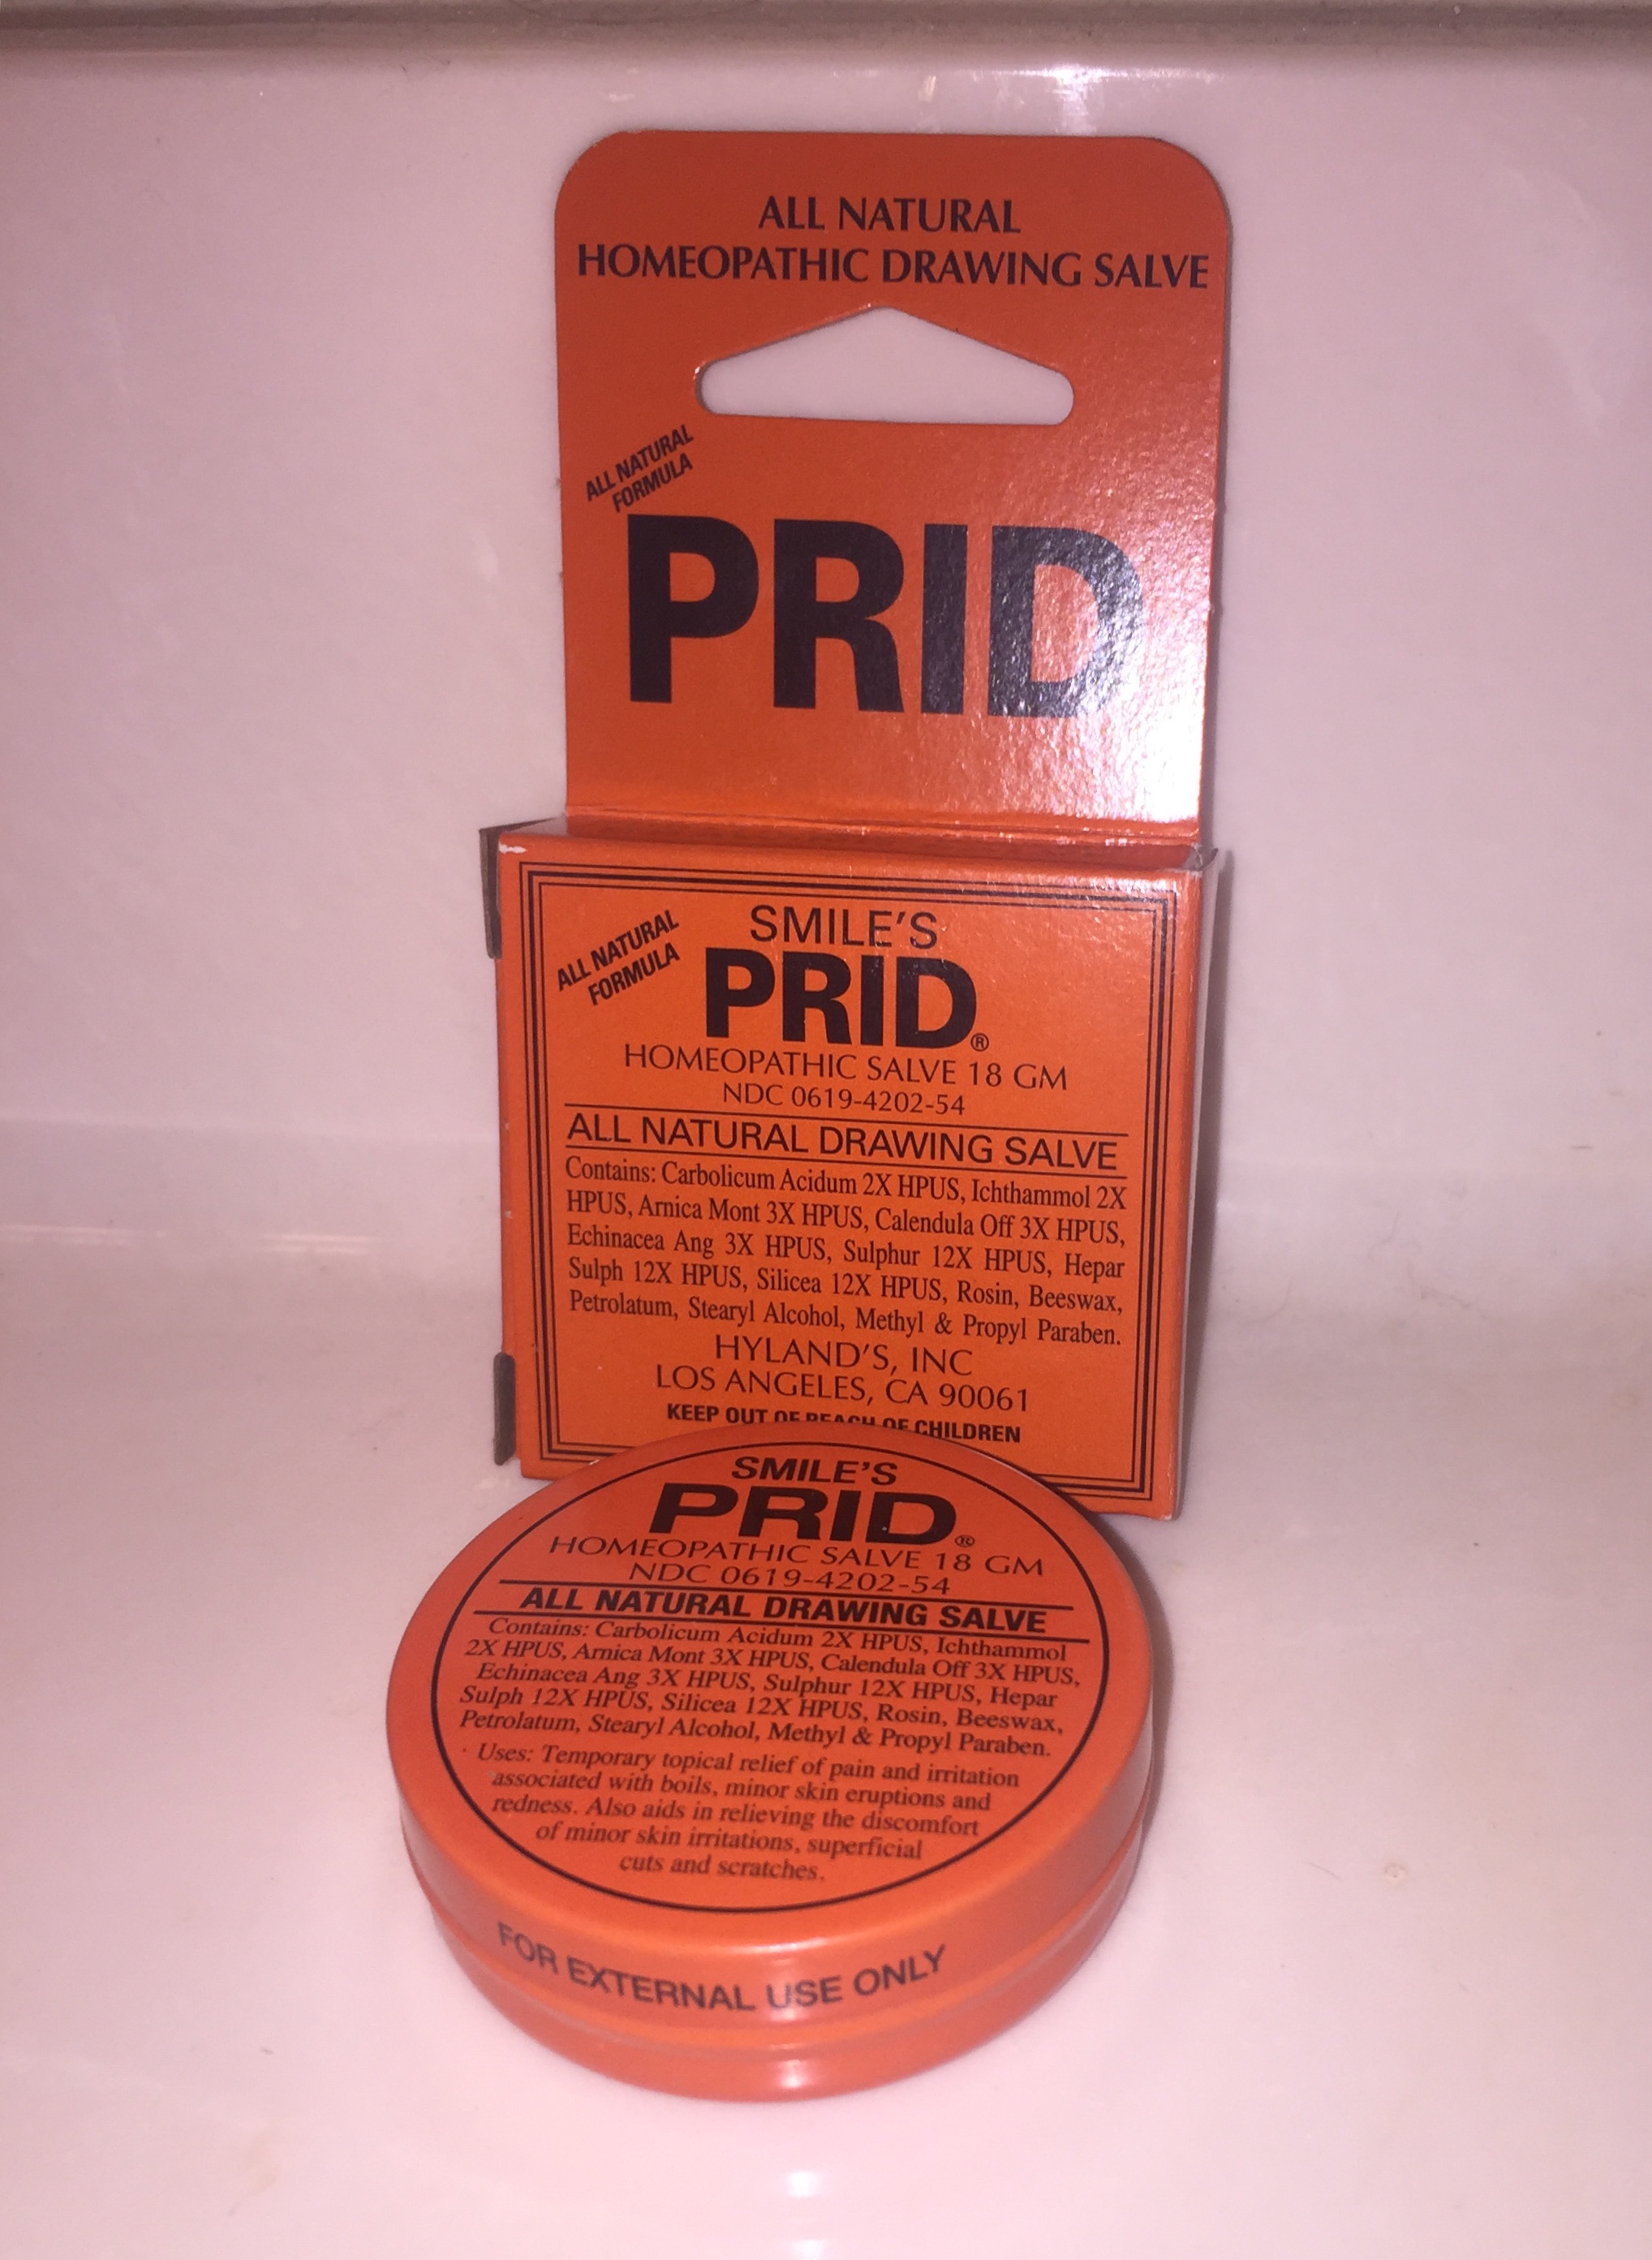 ALL NATURAL
HOMEOPATHIC DRAWING SALVE
ALL NATURAL
FORMULA
PRID
ALL NATURAL
FORMULA
SMILE'S
PRID®
HOMEOPATHIC SALVE 18 GM
NDC 0619-4202-54
ALL NATURAL DRAWING SALVE
Contains: Carbolicum Acidum 2X HPUS, Ichthammol 2X
HPUS, Arnica Mont 3X HPUS, Calendula Off 3X HPUS,
Echinacea Ang 3X HPUS, Sulphur 12X HPUS, Hepar
Sulph 12X HPUS, Silicea 12X HPUS, Rosin, Beeswax,
Petrolatum, Stearyl Alcohol, Methyl & Propyl Paraben.
HYLAND'S, INC
LOS ANGELES, CA 90061
KEEP OUT OF REACH OF CHILDREN
SMILE'S
PRID®
HOMEOPATHIC SALVE 18 GM
NDC 0619-4202-54
ALL NATURAL DRAWING SALVE
Contains: Carbolicum Acidum 2X HPUS, Ichthammol
2X HPUS, Arnica Mont 3X HPUS, Calendula Off 3X HPUS,
Echinacea Ang 3X HPUS, Sulphur 12X HPUS, Hepar
Sulph 12X HPUS, Silicea 12X HPUS, Rosin, Beeswax,
Petrolatum, Stearyl Alcohol, Methyl & Propyl Paraben.
Uses: Temporary topical relief of pain and irritation
associated with boils, minor skin eruptions and
redness. Also aids in relieving the discomfort
of minor skin irritations, superficial
cuts and scratches.
FOR EXTERNAL USE ONLY